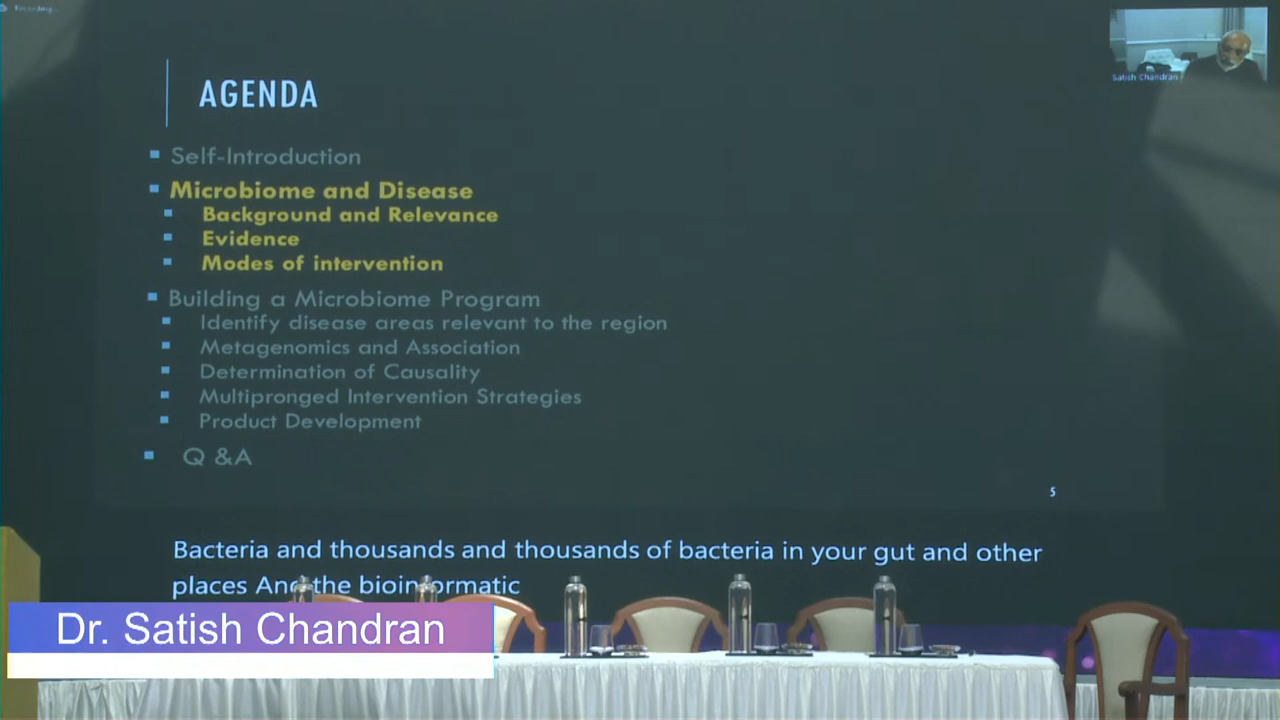 Recording...
Satish Chandran
AGENDA
Self-Introduction
Microbiome and Disease
Background and Relevance
Evidence
Modes of intervention
Building a Microbiome Program
Identify disease areas relevant to the region
Metagenomics and Association
Determination of Causality
Multipronged Intervention Strategies
Product Development
Q &A
5
Bacteria and thousands and thousands of bacteria in your gut and other
places And the bioinformatic
Dr. Satish Chandran